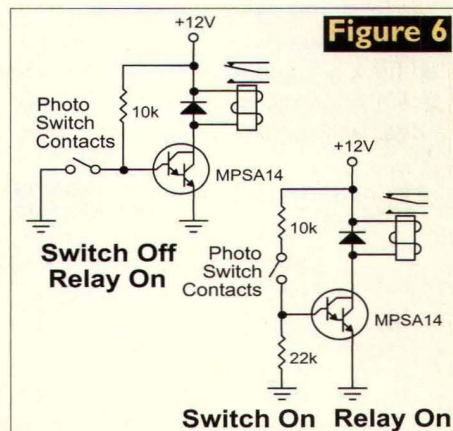 Figure 6
+12V
10k
Photo
Switch
Contacts
MPSA14
Switch Off
Relay On
+12V
10k
Photo
Switch
Contacts
MPSA14
22k
Switch On Relay On